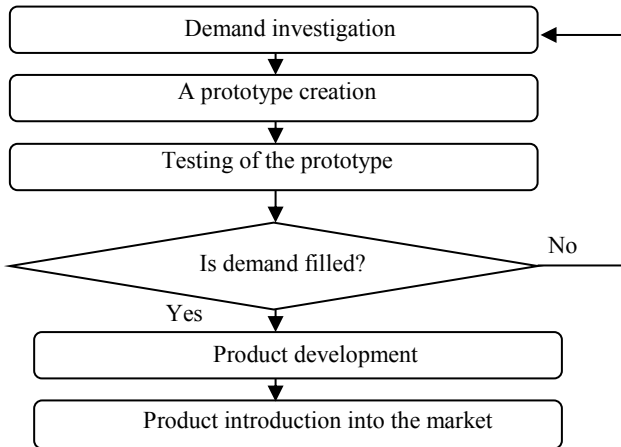 Demand investigation
A prototype creation
Testing of the prototype
Is demand filled?
No
Yes
Product development
Product introduction into the market